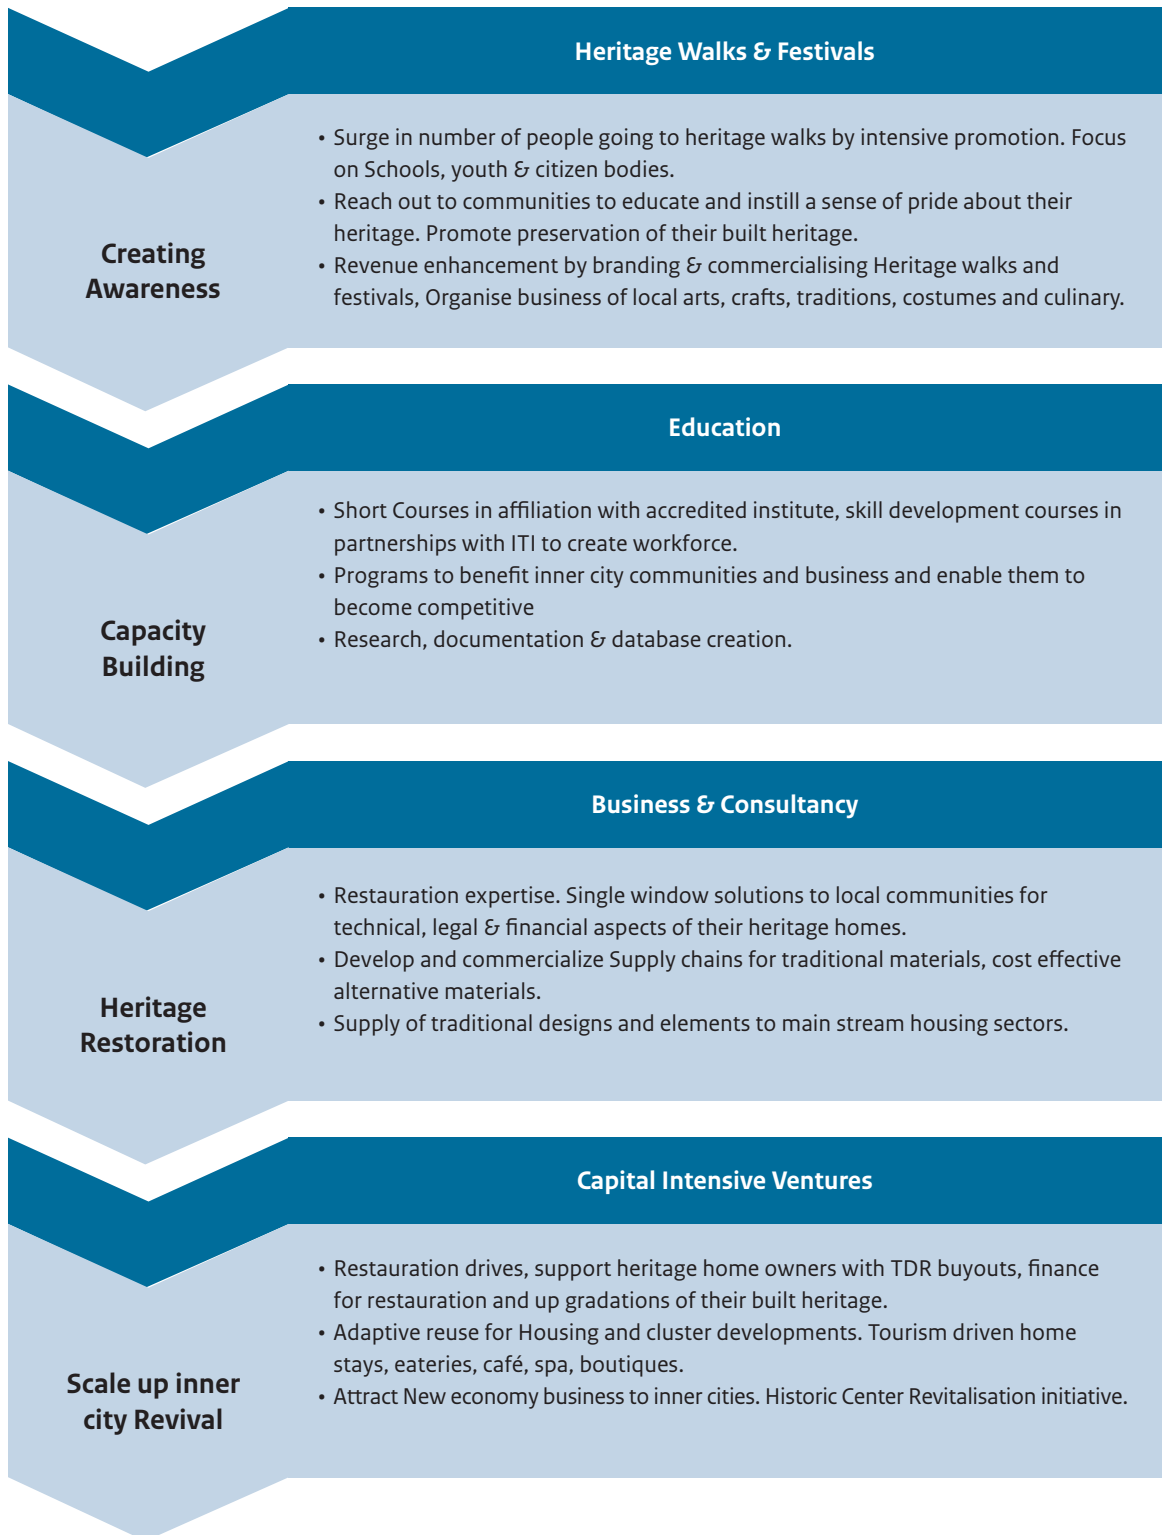 Heritage Walks & Festivals
Creating
Awareness
• Surge in number of people going to heritage walks by intensive promotion. Focus
on Schools, youth & citizen bodies.
• Reach out to communities to educate and instill a sense of pride about their
heritage. Promote preservation of their built heritage.
• Revenue enhancement by branding & commercialising Heritage walks and
festivals, Organise business of local arts, crafts, traditions, costumes and culinary.
Education
Capacity
Building
• Short Courses in affiliation with accredited institute, skill development courses in
partnerships with ITI to create workforce.
• Programs to benefit inner city communities and business and enable them to
become competitive
• Research, documentation & database creation.
Business & Consultancy
Heritage
Restoration
• Restauration expertise. Single window solutions to local communities for
technical, legal & financial aspects of their heritage homes.
• Develop and commercialize Supply chains for traditional materials, cost effective
alternative materials.
• Supply of traditional designs and elements to main stream housing sectors.
Capital Intensive Ventures
Scale up inner
city Revival
• Restauration drives, support heritage home owners with TDR buyouts, finance
for restauration and up gradations of their built heritage.
• Adaptive reuse for Housing and cluster developments. Tourism driven home
stays, eateries, café, spa, boutiques.
• Attract New economy business to inner cities. Historic Center Revitalisation initiative.